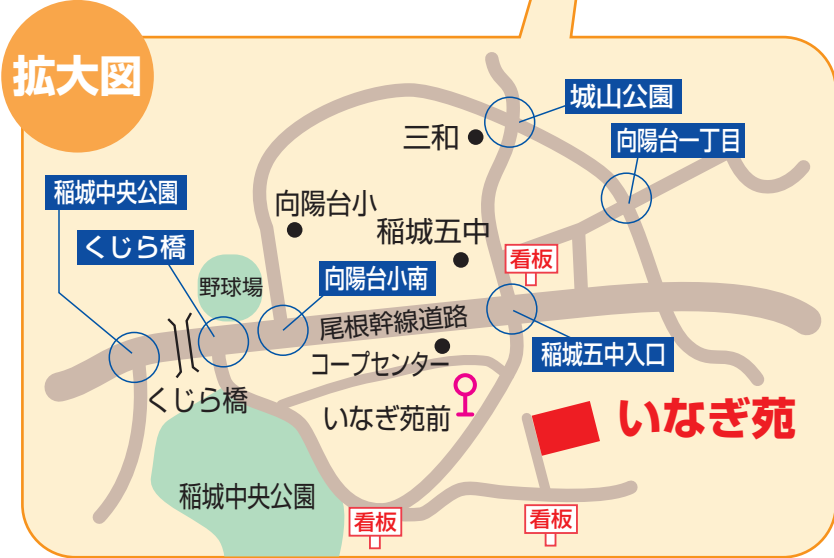 拡大図
城山公園
三和
向陽台一丁目
稲城中央公園
向陽台小
稲城五中
くじら橋
看板
野球場
向陽台小南
尾根幹線道路
稲城五中入口
コープセンター
くじら橋
いなぎ苑前
いなぎ苑
稲城中央公園
看板
看板